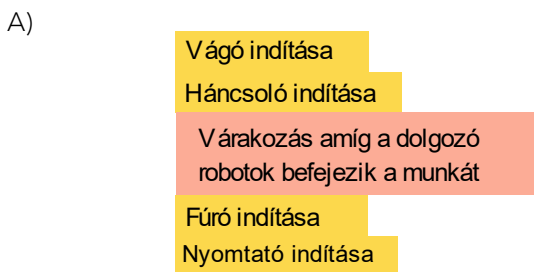 A)
Vágó indítása
Háncsoló indítása
Várakozás amíg a dolgozó
robotok befejezik a munkát
Fúró indítása
Nyomtató indítása